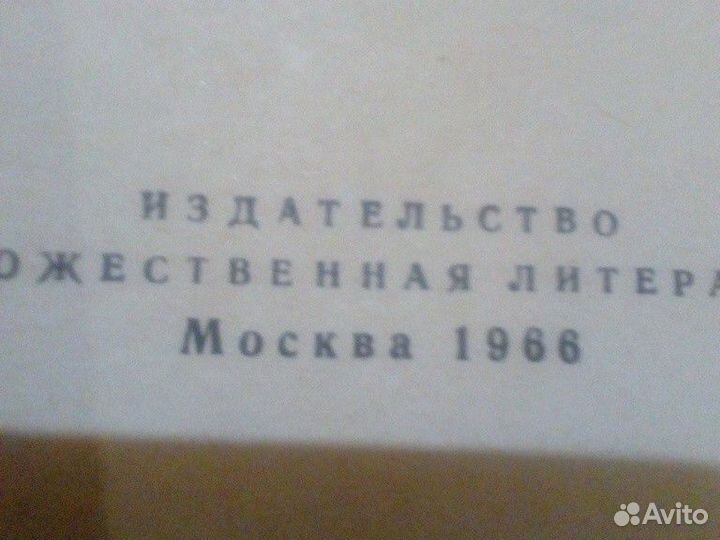 ИЗДАТЕЛЬСТВО
ОЖЕСТВЕННАЯ ЛИТЕРА
Москва 1966
Avito